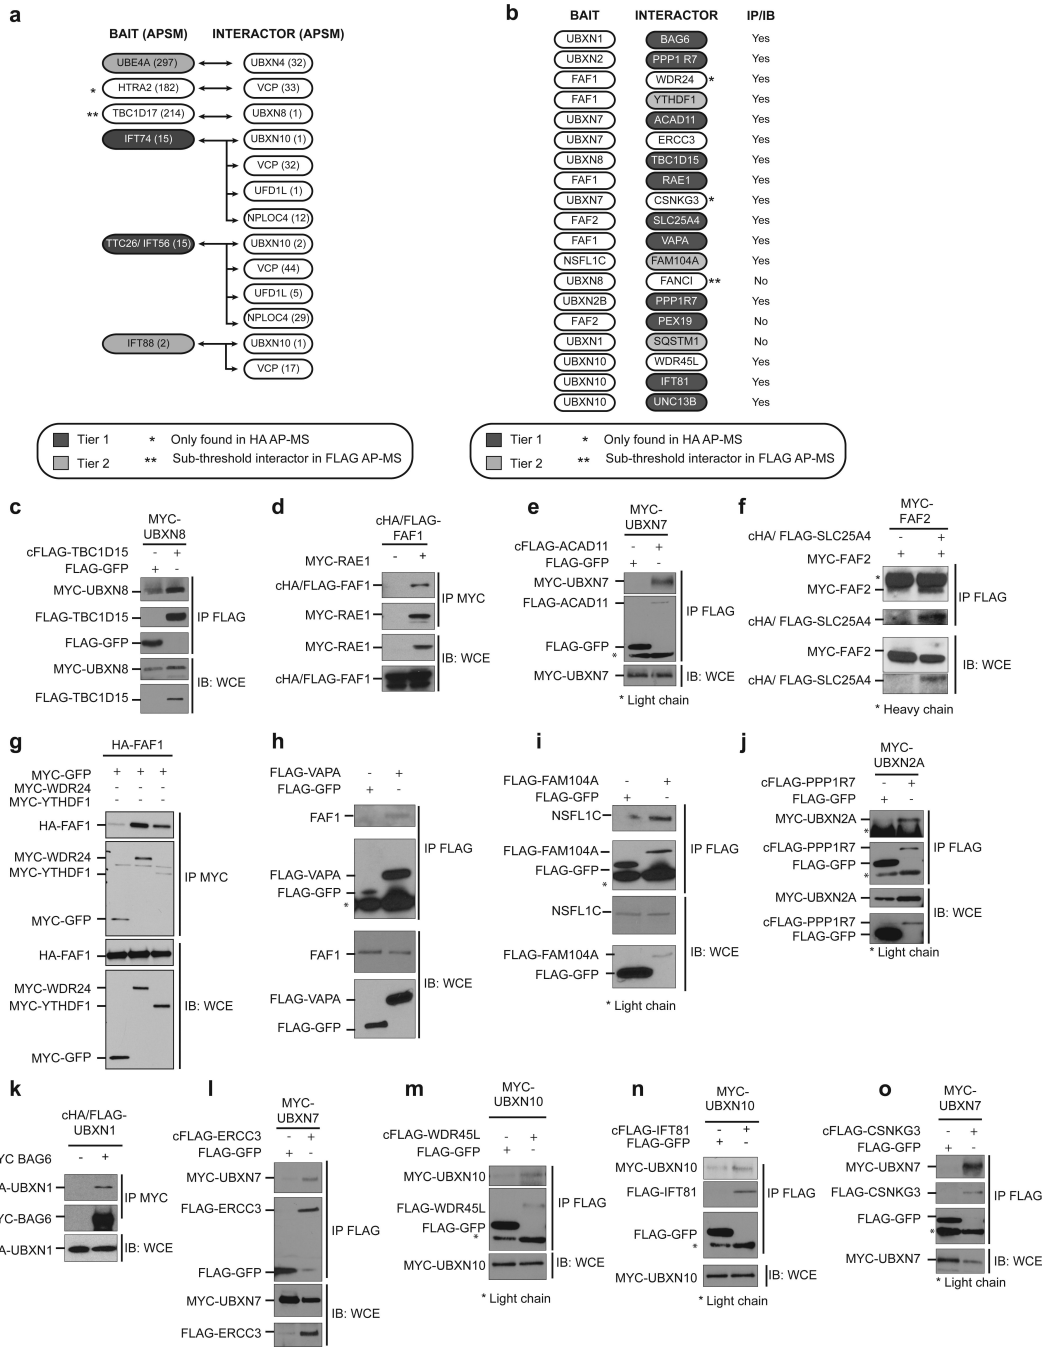 a
BAIT (APSM) INTERACTOR (APSM)
UBE4A (297) UBXN4 (32)
* HTRA2 (182) VCP (33)
** TBC1D17 (214) UBXN8 (1)
IFT74 (15) UBXN10 (1)
VCP (32)
UFD1L (1)
NPLOC4 (12)
TTC26/ IFT56 (15) UBXN10 (2)
VCP (44)
UFD1L (5)
NPLOC4 (29)
IFT88 (2) UBXN10 (1)
VCP (17)
Tier 1 * Only found in HA AP-MS
Tier 2 ** Sub-threshold interactor in FLAG AP-MS
b
BAIT INTERACTOR IP/IB
UBXN1 BAG6 Yes
UBXN2 PPP1 R7 Yes
FAF1 WDR24 * Yes
FAF1 YTHDF1 Yes
UBXN7 ACAD11 Yes
UBXN7 ERCC3 Yes
UBXN8 TBC1D15 Yes
FAF1 RAE1 Yes
UBXN7 CSNKG3 * Yes
FAF2 SLC25A4 Yes
FAF1 VAPA Yes
NSFL1C FAM104A Yes
UBXN8 FANCI ** No
UBXN2B PPP1R7 Yes
FAF2 PEX19 No
UBXN1 SQSTM1 No
UBXN10 WDR45L Yes
UBXN10 IFT81 Yes
UBXN10 UNC13B Yes
Tier 1 * Only found in HA AP-MS
Tier 2 ** Sub-threshold interactor in FLAG AP-MS
c
MYC-
UBXN8
cFLAG-TBC1D15 - +
FLAG-GFP + -
MYC-UBXN8
FLAG-TBC1D15 IP FLAG
FLAG-GFP
MYC-UBXN8
IB: WCE
FLAG-TBC1D15
d
cHA/FLAG-
FAF1
MYC-RAE1 - +
cHA/FLAG-FAF1
IP MYC
MYC-RAE1
MYC-RAE1
IB: WCE
cHA/FLAG-FAF1
e
MYC-
UBXN7
cFLAG-ACAD11 - +
FLAG-GFP + -
MYC-UBXN7
FLAG-ACAD11
IP FLAG
FLAG-GFP
*
MYC-UBXN7 IB: WCE
* Light chain
f
MYC-
FAF2
cHA/ FLAG-SLC25A4 - +
MYC-FAF2 + +
*
MYC-FAF2
IP FLAG
cHA/ FLAG-SLC25A4
MYC-FAF2
IB: WCE
cHA/ FLAG-SLC25A4
* Heavy chain
g
HA-FAF1
MYC-GFP + + +
MYC-WDR24 - - -
MYC-YTHDF1 - - -
HA-FAF1
MYC-WDR24
MYC-YTHDF1
IP MYC
MYC-GFP
HA-FAF1
MYC-WDR24
MYC-YTHDF1 IB: WCE
MYC-GFP
h
FLAG-VAPA - +
FLAG-GFP + -
FAF1
IP FLAG
FLAG-VAPA
FLAG-GFP
*
FAF1
IB: WCE
FLAG-VAPA
FLAG-GFP
i
FLAG-FAM104A - +
FLAG-GFP + -
NSFL1C
FLAG-FAM104A IP FLAG
FLAG-GFP
*
NSFL1C
IB: WCE
FLAG-FAM104A
FLAG-GFP
* Light chain
j
MYC-
UBXN2A
cFLAG-PPP1R7 - +
FLAG-GFP + -
MYC-UBXN2A
*
cFLAG-PPP1R7 IP FLAG
FLAG-GFP
*
MYC-UBXN2A
IB: WCE
cFLAG-PPP1R7
FLAG-GFP
* Light chain
k
cHA/FLAG-
UBXN1
YC BAG6 - +
A-UBXN1
IP MYC
YC-BAG6
A-UBXN1 IB: WCE
l
MYC-
UBXN7
cFLAG-ERCC3 - +
FLAG-GFP + -
MYC-UBXN7
FLAG-ERCC3
IP FLAG
FLAG-GFP
MYC-UBXN7
IB: WCE
FLAG-ERCC3
m
MYC-
UBXN10
cFLAG-WDR45L - +
FLAG-GFP + -
MYC-UBXN10
IP FLAG
FLAG-WDR45L
FLAG-GFP
*
MYC-UBXN10 IB: WCE
* Light chain
n
MYC-
UBXN10
cFLAG-IFT81 - +
FLAG-GFP + -
MYC-UBXN10
FLAG-IFT81 IP FLAG
FLAG-GFP
*
MYC-UBXN10 IB: WCE
* Light chain
o
MYC-
UBXN7
cFLAG-CSNKG3 - +
FLAG-GFP + -
MYC-UBXN7
FLAG-CSNKG3 IP FLAG
FLAG-GFP
*
MYC-UBXN7 IB: WCE
* Light chain